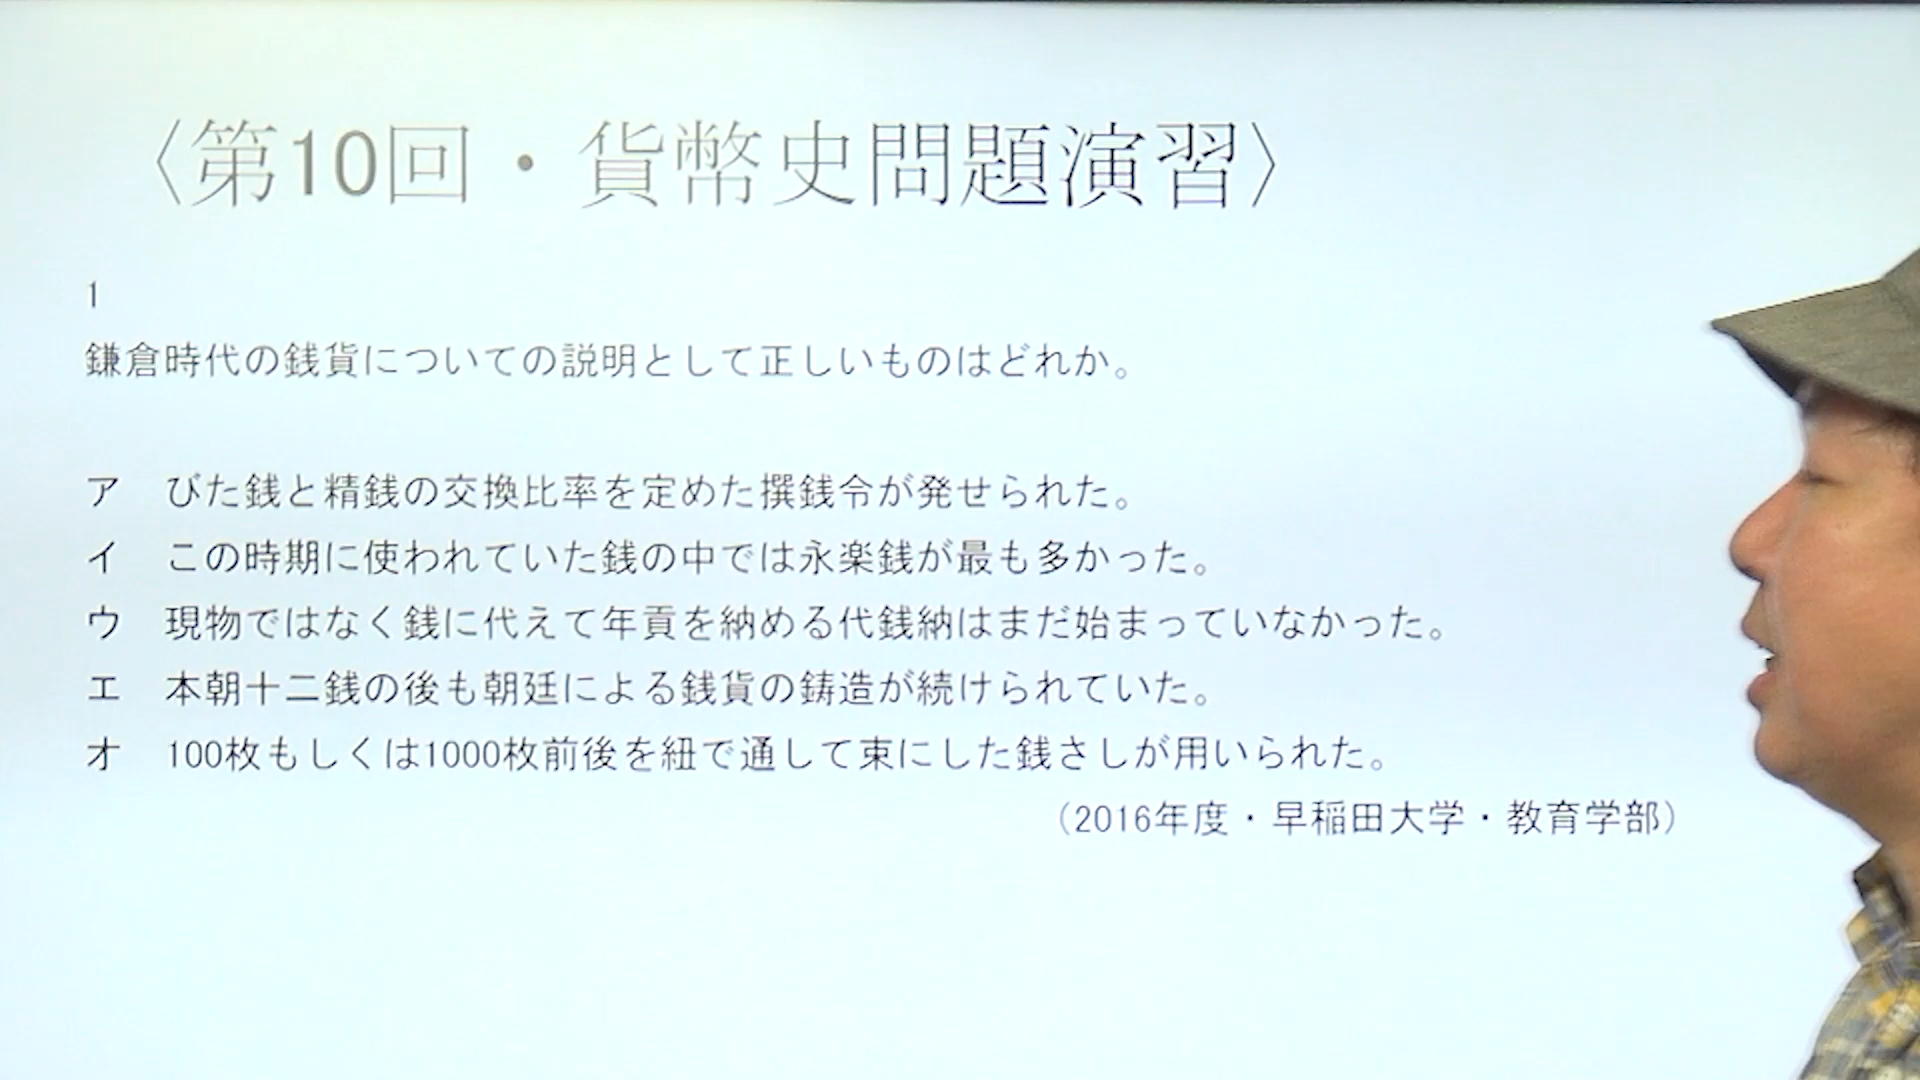 〈第10回・貨幣史問題演習〉
1
鎌倉時代の銭貨についての説明として正しいものはどれか。
ア　びた銭と精銭の交換比率を定めた撰銭令が発せられた。
イ　この時期に使われていた銭の中では永楽銭が最も多かった。
ウ　現物ではなく銭に代えて年貢を納める代銭納はまだ始まっていなかった。
エ　本朝十二銭の後も朝廷による銭貨の鋳造が続けられていた。
オ　100枚もしくは1000枚前後を紐で通して束にした銭さしが用いられた。
（2016年度・早稲田大学・教育学部）